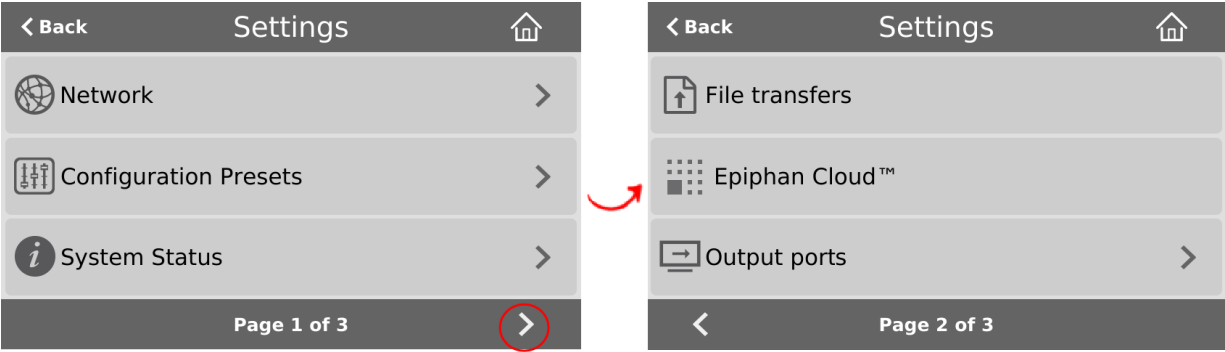 Back
Settings
Network
Configuration Presets
System Status
Page 1 of 3
Back
Settings
File transfers
Epiphan Cloud™
Output ports
Page 2 of 3